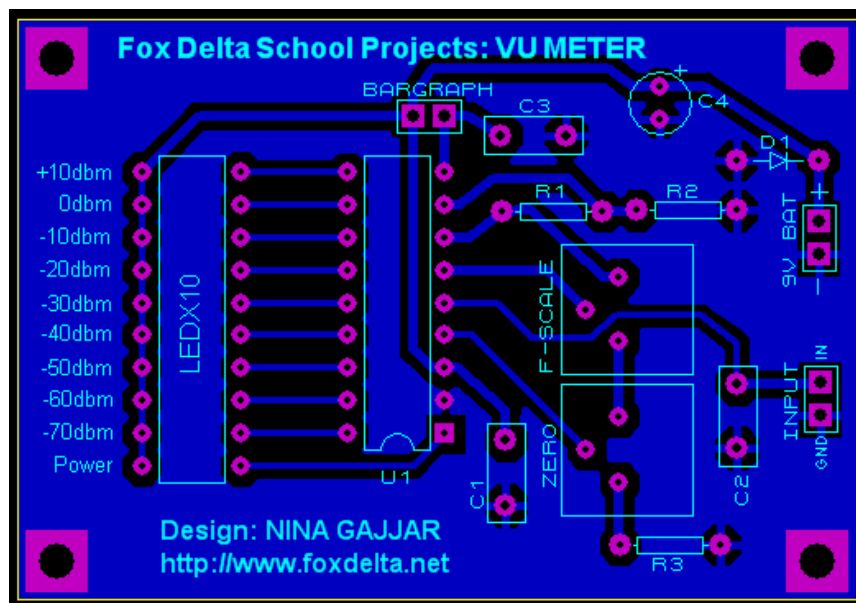 Fox Delta School Projects: VU METER
BARGRAPH
C3
+
C4
D1
+10dbm
0dbm
-10dbm
-20dbm
-30dbm
-40dbm
-50dbm
-60dbm
-70dbm
Power
LEDX10
U1
R1
R2
+
9V BAT
-
F-SCALE
ZERO
IN
INPUT
GND
C1
C2
R3
Design: NINA GAJJAR
http://www.foxdelta.net